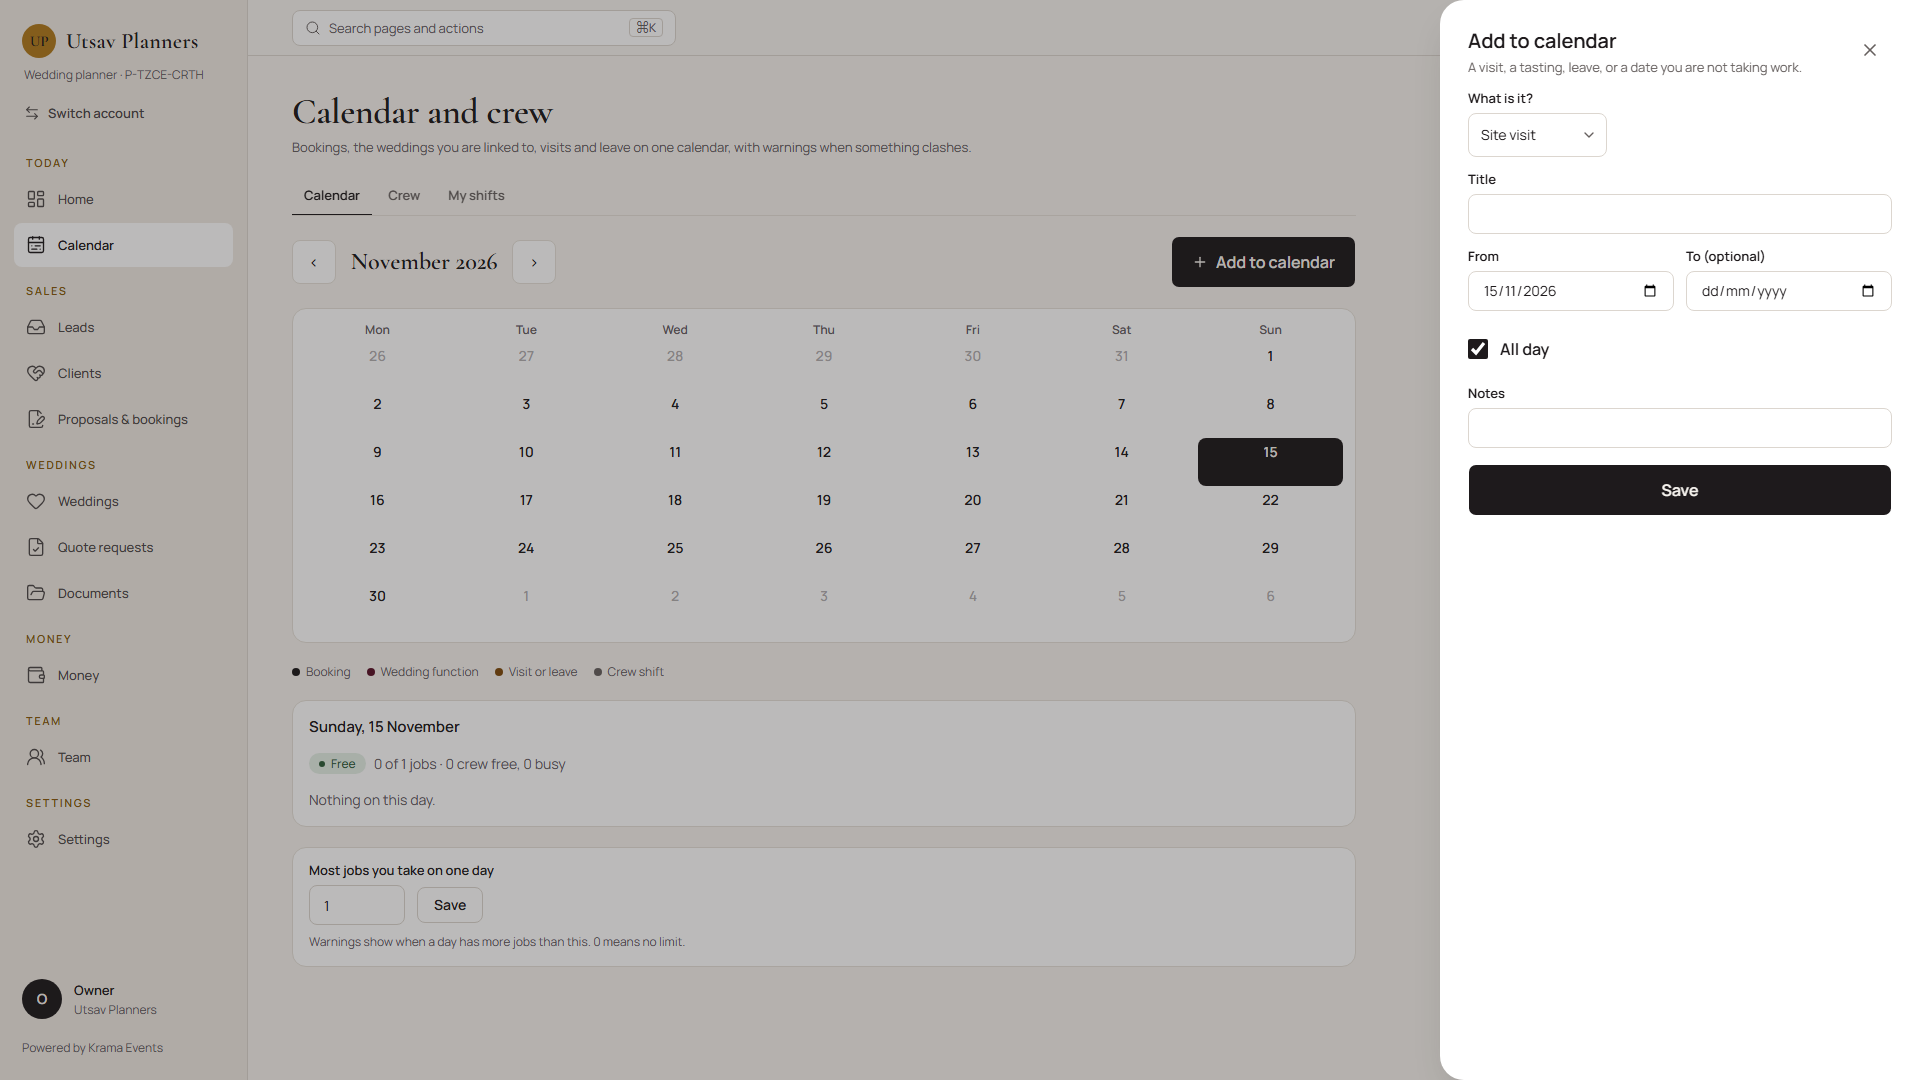 UP Utsav Planners
Wedding planner · P-TZCE-CRTH
Switch account
TODAY
Home
Calendar
SALES
Leads
Clients
Proposals & bookings
WEDDINGS
Weddings
Quote requests
Documents
MONEY
Money
TEAM
Team
SETTINGS
Settings
O
Owner
Utsav Planners
Powered by Krama Events
Search pages and actions ⌘K
Calendar and crew
Bookings, the weddings you are linked to, visits and leave on one calendar, with warnings when something clashes.
Calendar Crew My shifts
‹ November 2026 ›
+ Add to calendar
Mon Tue Wed Thu Fri Sat Sun
26 27 28 29 30 31 1
2 3 4 5 6 7 8
9 10 11 12 13 14 15
16 17 18 19 20 21 22
23 24 25 26 27 28 29
30 1 2 3 4 5 6
Booking Wedding function Visit or leave Crew shift
Sunday, 15 November
Free 0 of 1 jobs · 0 crew free, 0 busy
Nothing on this day.
Most jobs you take on one day
1 Save
Warnings show when a day has more jobs than this. 0 means no limit.
Add to calendar
A visit, a tasting, leave, or a date you are not taking work.
What is it?
Site visit
Title
From To (optional)
15/11/2026 dd/mm/yyyy
All day
Notes
Save